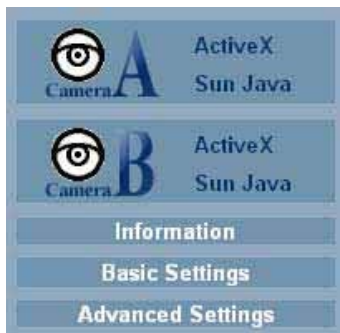 ActiveX
Camera A
Sun Java
ActiveX
Camera B
Sun Java
Information
Basic Settings
Advanced Settings